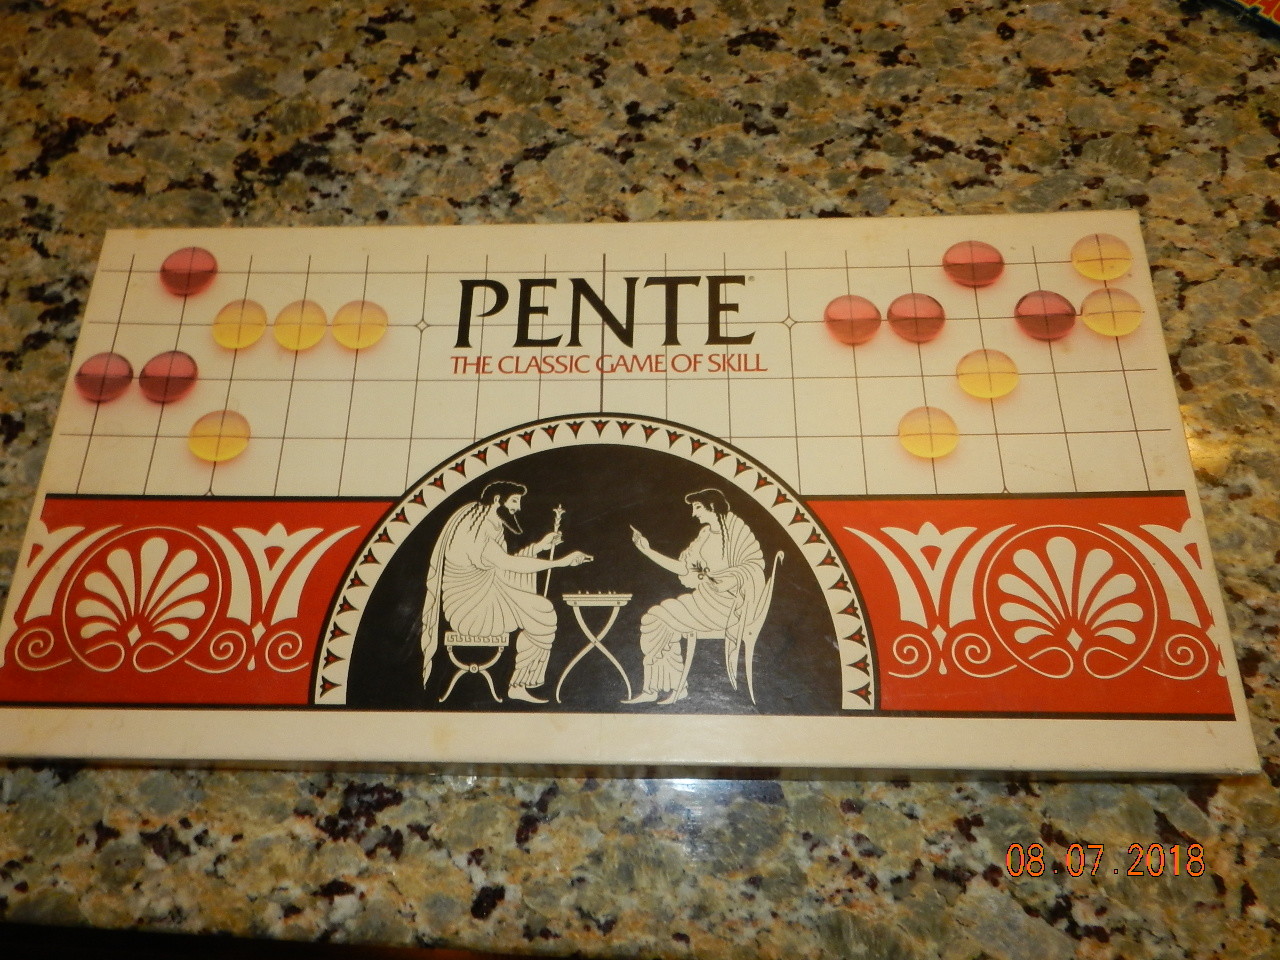 PENTE®
THE CLASSIC GAME OF SKILL
08.07.2018